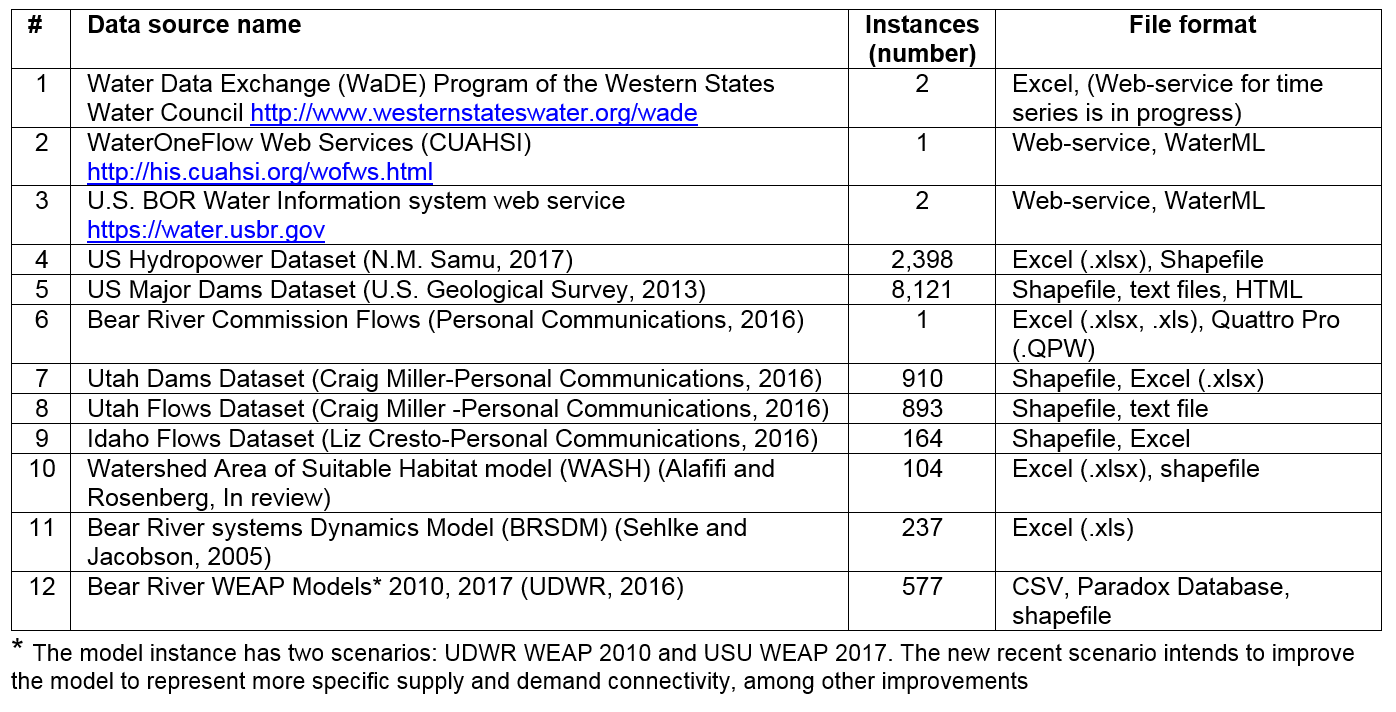 # Data source name Instances (number) File format
1 Water Data Exchange (WaDE) Program of the Western States Water Council http://www.westernstateswater.org/wade 2 Excel, (Web-service for time series is in progress)
2 WaterOneFlow Web Services (CUAHSI) http://his.cuahsi.org/wofws.html 1 Web-service, WaterML
3 U.S. BOR Water Information system web service https://water.usbr.gov 2 Web-service, WaterML
4 US Hydropower Dataset (N.M. Samu, 2017) 2,398 Excel (.xlsx), Shapefile
5 US Major Dams Dataset (U.S. Geological Survey, 2013) 8,121 Shapefile, text files, HTML
6 Bear River Commission Flows (Personal Communications, 2016) 1 Excel (.xlsx, .xls), Quattro Pro (.QPW)
7 Utah Dams Dataset (Craig Miller-Personal Communications, 2016) 910 Shapefile, Excel (.xlsx)
8 Utah Flows Dataset (Craig Miller -Personal Communications, 2016) 893 Shapefile, text file
9 Idaho Flows Dataset (Liz Cresto-Personal Communications, 2016) 164 Shapefile, Excel
10 Watershed Area of Suitable Habitat model (WASH) (Alafifi and Rosenberg, In review) 104 Excel (.xlsx), shapefile
11 Bear River systems Dynamics Model (BRSDM) (Sehlke and Jacobson, 2005) 237 Excel (.xls)
12 Bear River WEAP Models* 2010, 2017 (UDWR, 2016) 577 CSV, Paradox Database, shapefile
* The model instance has two scenarios: UDWR WEAP 2010 and USU WEAP 2017. The new recent scenario intends to improve
the model to represent more specific supply and demand connectivity, among other improvements